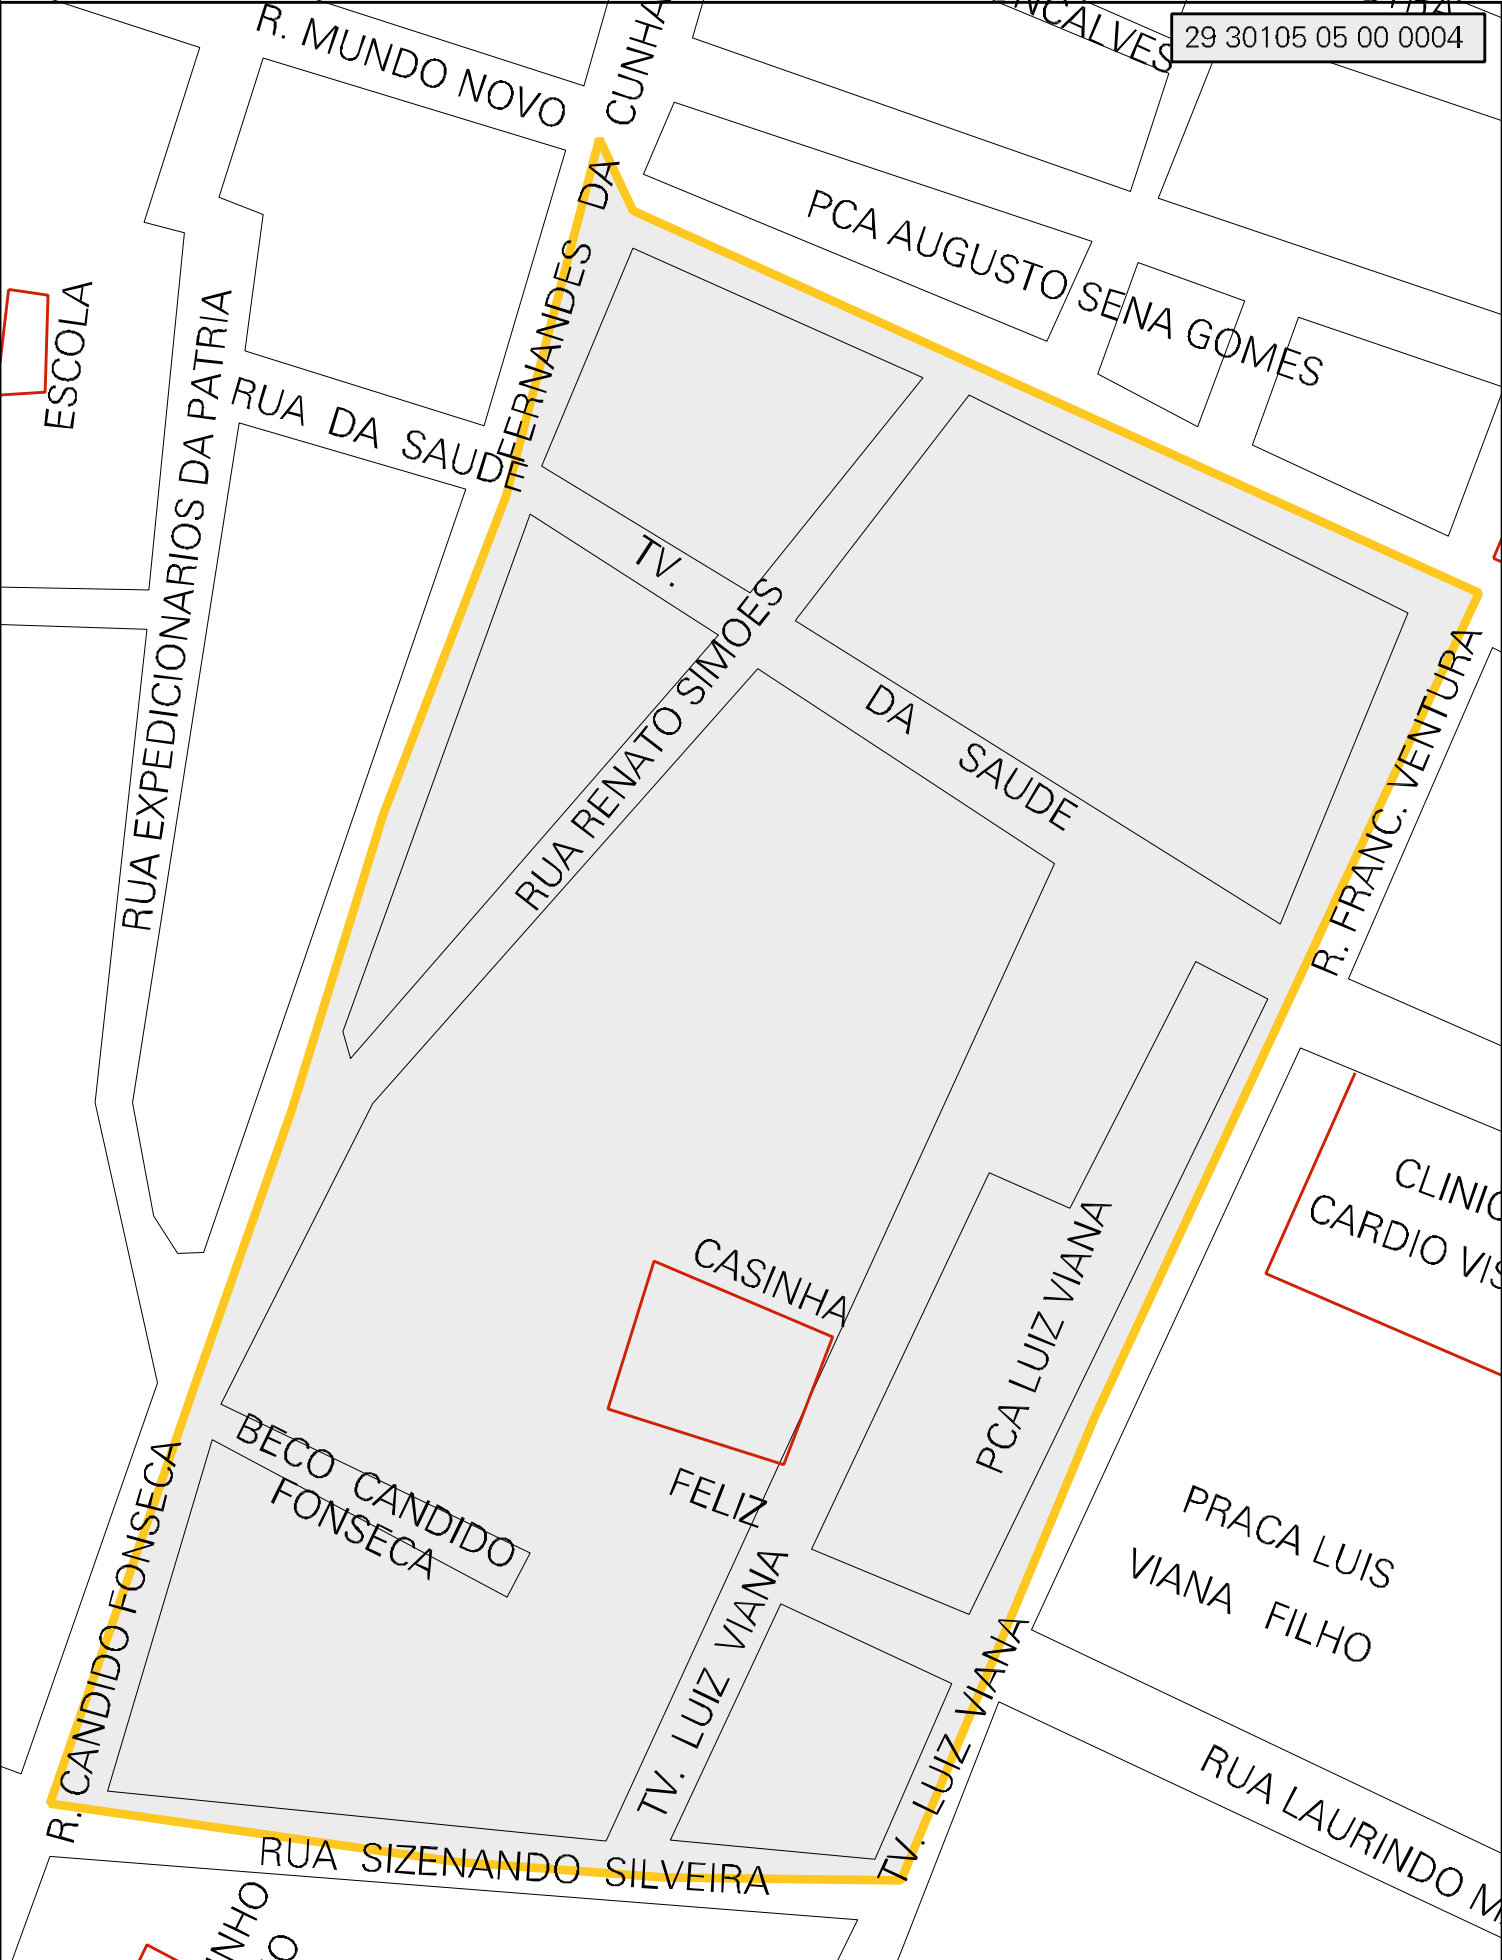 29 30105 05 00 0004
R. MUNDO NOVO
CUNHA
DA
FERNANDES
PCA AUGUSTO SENA GOMES
ESCOLA
RUA EXPEDICIONARIOS DA PATRIA
RUA DA SAUDE
TV.
DA SAUDE
RUA RENATO SIMOES
R. FRANC. VENTURA
CARDIO
CASINHA
FELIZ
PCA LUIZ VIANA
BECO CANDIDO
FONSECA
R. CANDIDO FONSECA
TV. LUIZ VIANA
TV. LUIZ VIANA
PRACA LUIS
VIANA FILHO
RUA LAURINDO
RUA SIZENANDO SILVEIRA